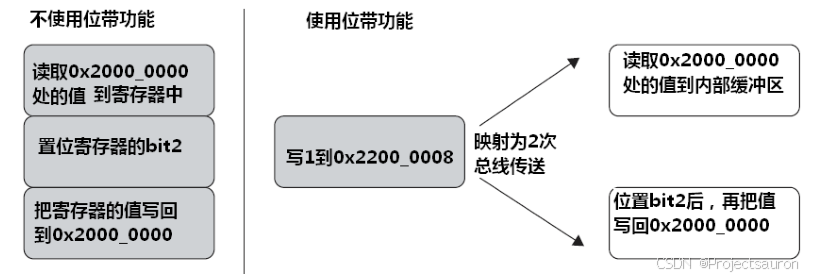 不使用位带功能
读取0x2000_0000
处的值 到寄存器中
置位寄存器的bit2
把寄存器的值写回
到0x2000_0000
使用位带功能
写1到0x2200_0008
映射为2次
总线传送
读取0x2000_0000
处的值到内部缓冲区
位置bit2后，再把值
写回0x2000_0000
CSDN @Projectsauron